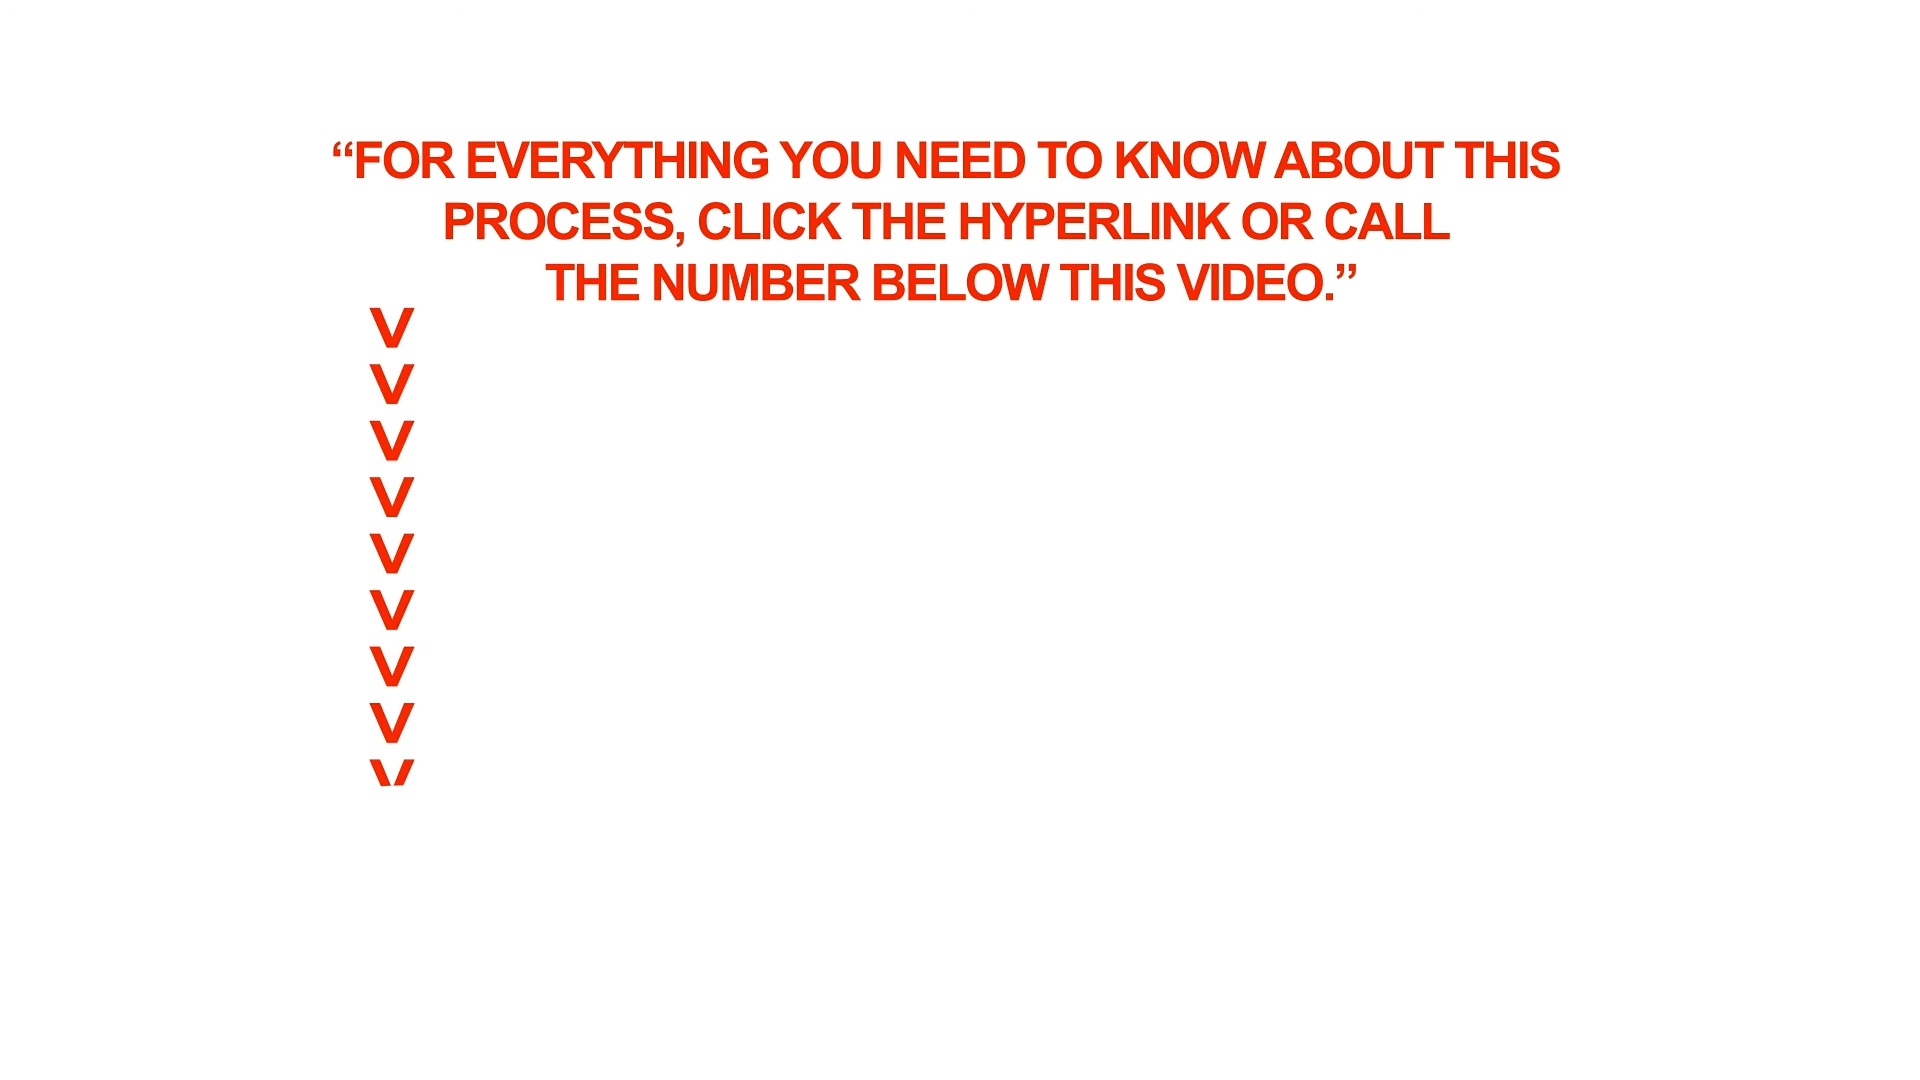 “FOR EVERYTHING YOU NEED TO KNOW ABOUT THIS
PROCESS, CLICK THE HYPERLINK OR CALL
THE NUMBER BELOW THIS VIDEO.”
V
V
V
V
V
V
V
V
V